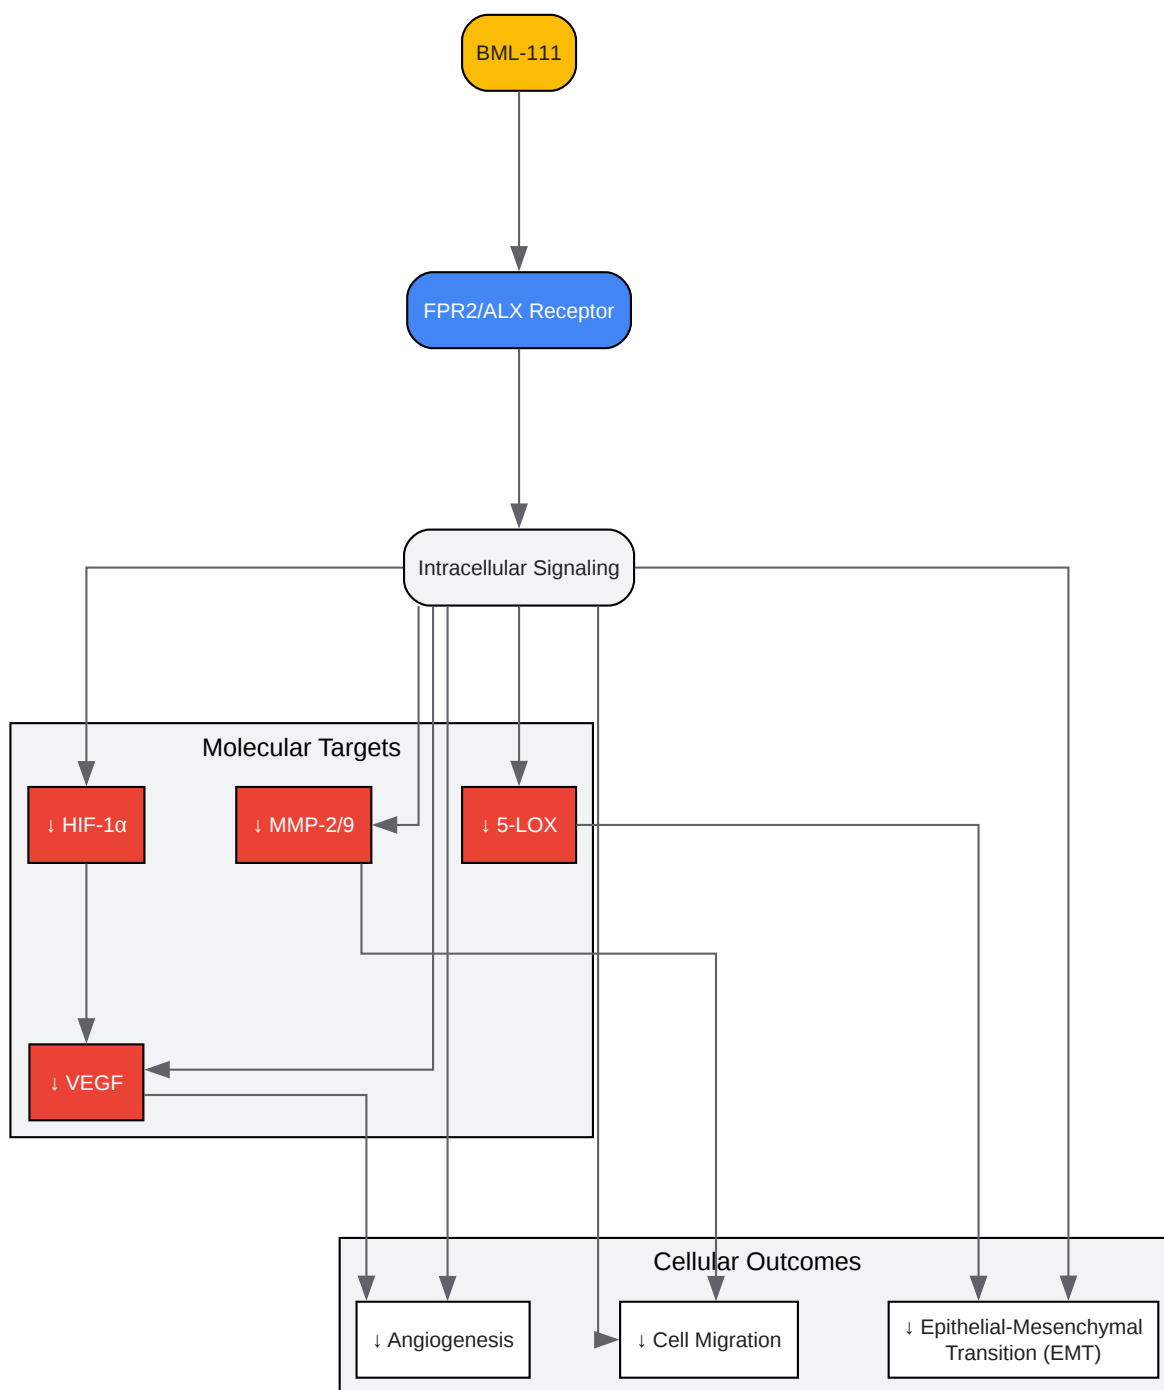 BML-111
FPR2/ALX Receptor
Intracellular Signaling
Molecular Targets
↓ HIF-1α
↓ MMP-2/9
↓ 5-LOX
↓ VEGF
Cellular Outcomes
↓ Angiogenesis
↓ Cell Migration
↓ Epithelial-Mesenchymal
Transition (EMT)